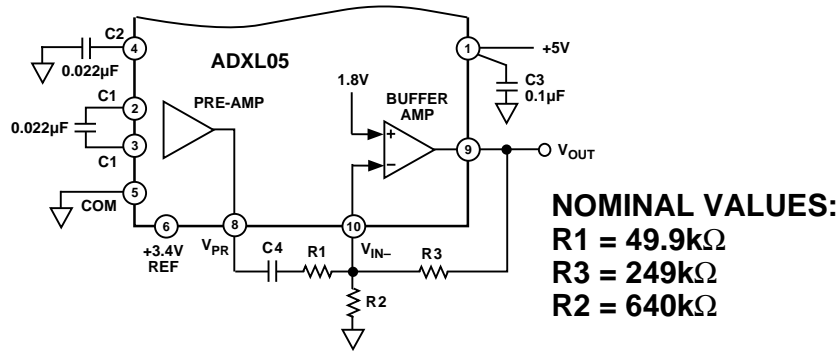 C2
4
0.022µF
ADXL05
1
+5V
C3
0.1µF
C1
2
0.022µF
3
C1
PRE-AMP
1.8V
BUFFER
AMP
+
−
9
VOUT
5
COM
6
+3.4V
REF
8
VPR
10
VIN–
C4
R1
R3
R2
NOMINAL VALUES:
R1 = 49.9kΩ
R3 = 249kΩ
R2 = 640kΩ